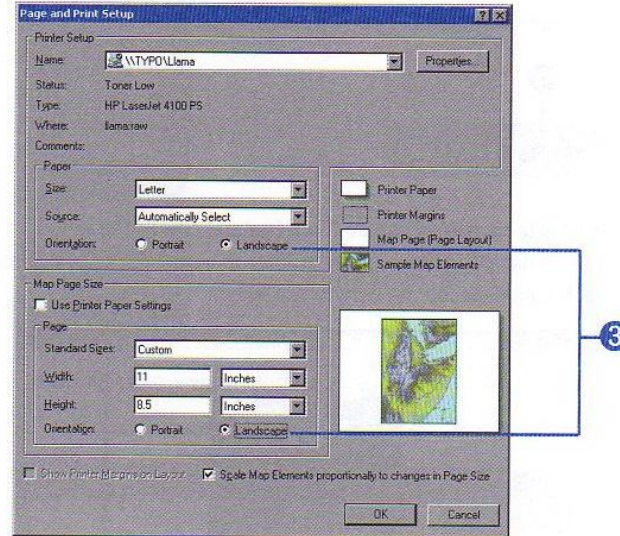 Page and Print Setup
Printer Setup
Name: \\TYPO\Llama Properties...
Status: Toner Low
Type: HP LaserJet 4100 PS
Where: llama:raw
Comments:
Paper
Size: Letter
Source: Automatically Select
Orientation: Portrait Landscape
Printer Paper
Printer Margins
Map Page (Page Layout)
Sample Map Elements
3
Map Page Size
Use Printer Paper Settings
Page
Standard Sizes: Custom
Width: 11 Inches
Height: 8.5 Inches
Orientation: Portrait Landscape
Show Printer Margins on Layout Scale Map Elements proportionally to changes in Page Size
OK Cancel